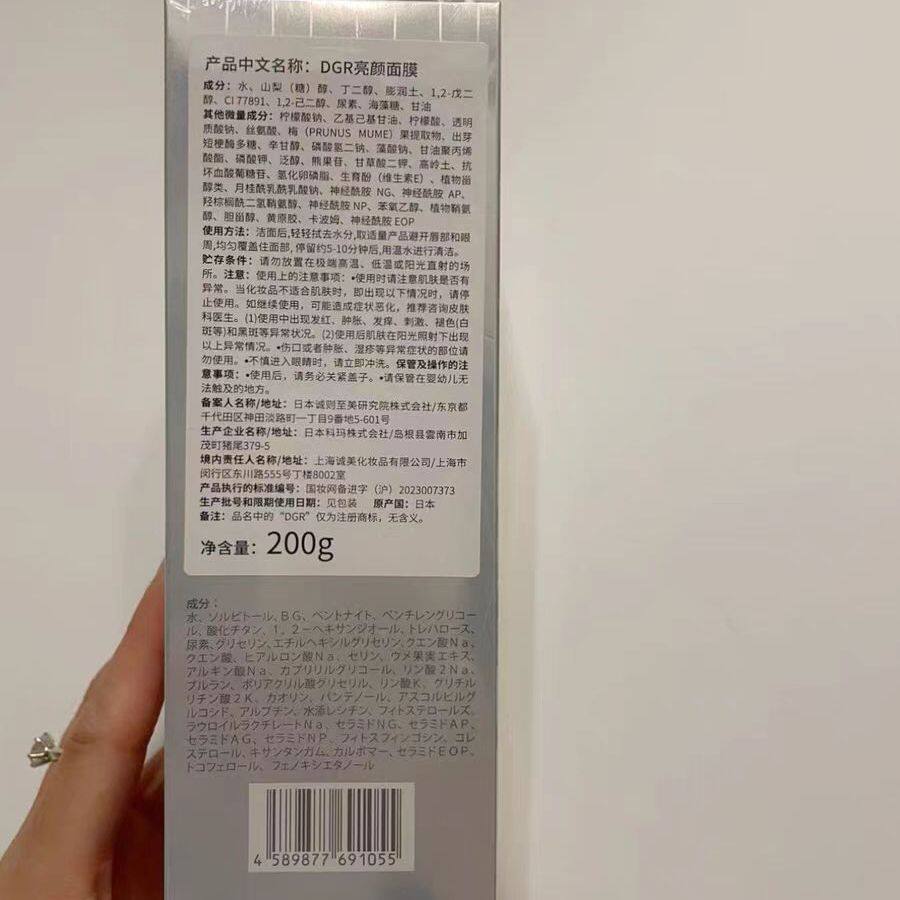 产品中文名称：DGR亮颜面膜
成分：水、山梨（糖）醇、丁二醇、膨润土、1,2-戊二
醇、CI 77891、1,2-己二醇、尿素、海藻糖、甘油
其他微量成分：柠檬酸钠、乙基己基甘油、柠檬酸、透明
质酸钠、丝氨酸、梅（PRUNUS MUME）果提取物、出芽
短梗酶多糖、辛甘醇、磷酸氢二钠、藻酸钠、甘油聚丙烯
酸酯、磷酸钾、泛醇、熊果苷、甘草酸二钾、高岭土、抗
坏血酸葡糖苷、氢化卵磷脂、生育酚（维生素E）、植物甾
醇类、月桂酰乳酰乳酸钠、神经酰胺 NG、神经酰胺 AP、
羟棕榈酰二氢鞘氨醇、神经酰胺 NP、苯氧乙醇、植物鞘氨
醇、胆甾醇、黄原胶、卡波姆、神经酰胺 EOP
使用方法：洁面后,轻轻拭去水分,取适量产品避开唇部和眼
周,均匀覆盖住面部,停留约5-10分钟后,用温水进行清洁。
贮存条件：请勿放置在极端高温、低温或阳光直射的场
所。注意：使用上的注意事项：•使用时请注意肌肤是否有
异常。当化妆品不适合肌肤时，即出现以下情况时，请停
止使用。如继续使用，可能造成症状恶化，推荐咨询皮肤
科医生。(1)使用中出现发红、肿胀、发痒、刺激、褪色(白
斑等)和黑斑等异常状况。(2)使用后肌肤在阳光照射下出现
以上异常情况。•伤口或者肿胀、湿疹等异常症状的部位请
勿使用。•不慎进入眼睛时，请立即冲洗。保管及操作的注
意事项：•使用后，请务必关紧盖子。•请保管在婴幼儿无
法触及的地方。
备案人名称/地址：日本诚则至美研究院株式会社/东京都
千代田区神田淡路町一丁目9番地5-601号
生产企业名称/地址：日本科玛株式会社/岛根县雲南市加
茂町猪尾379-5
境内责任人名称/地址：上海诚美化妆品有限公司/上海市
闵行区东川路555号丁楼8002室
产品执行的标准编号：国妆网备进字（沪）2023007373
生产批号和限期使用日期：见包装 原产国：日本
备注：品名中的“DGR”仅为注册商标，无含义。
净含量：200g
成分：
水、ソルビトール、BG、ベントナイト、ペンチレングリコー
ル、酸化チタン、1，2－ヘキサンジオール、トレハロース、
尿素、グリセリン、エチルヘキシルグリセリン、クエン酸Na、
クエン酸、ヒアルロン酸Na、セリン、ウメ果実エキス、
アルギン酸Na、カプリリルグリコール、リン酸2Na、
プルラン、ポリアクリル酸グリセリル、リン酸K、グリチル
リチン酸2K、カオリン、パンテノール、アスコルビルグ
ルコシド、アルブチン、水添レシチン、フィトステロールズ、
ラウロイルラクチレートNa、セラミドNG、セラミドAP、
セラミドAG、セラミドNP、フィトスフィンゴシン、コレ
ステロール、キサンタンガム、カルボマー、セラミドEOP、
トコフェロール、フェノキシエタノール
4 589877 691055